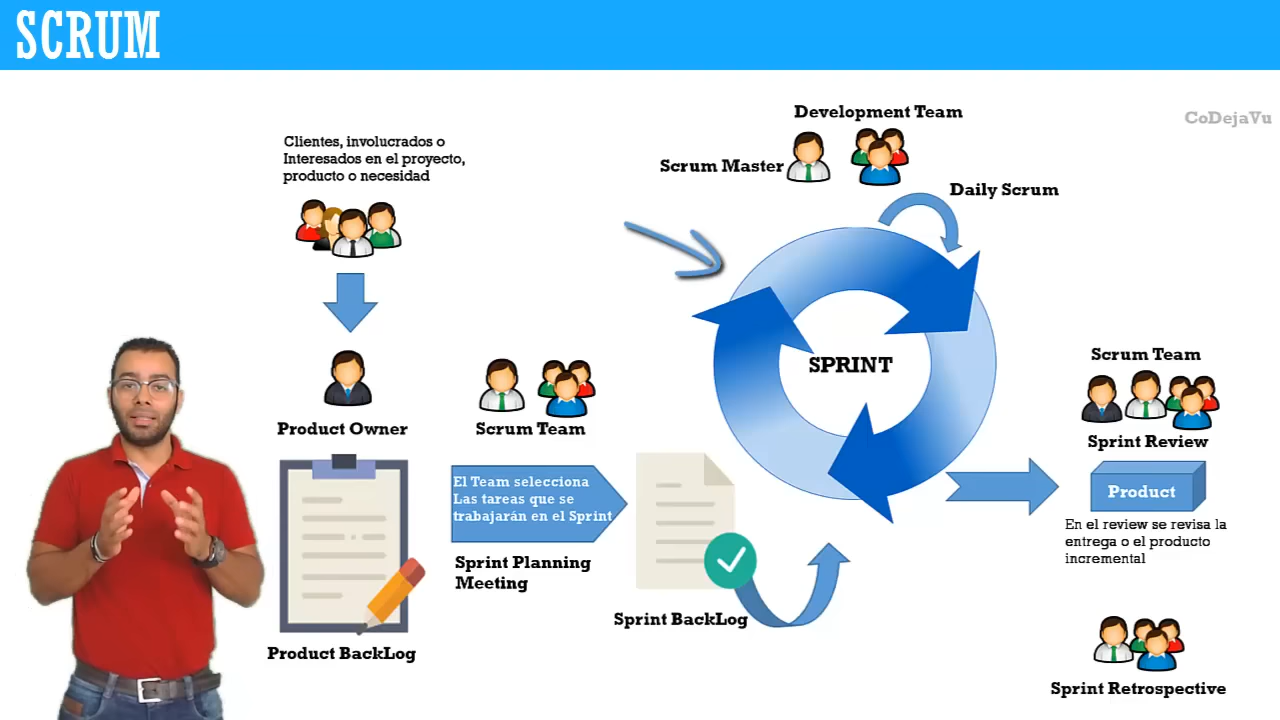 SCRUM
CoDejaVu
Clientes, involucrados o
Interesados en el proyecto,
producto o necesidad
Product Owner
Product BackLog
Scrum Team
El Team selecciona
Las tareas que se
trabajarán en el Sprint
Sprint Planning
Meeting
Sprint BackLog
Development Team
Scrum Master
Daily Scrum
SPRINT
Scrum Team
Sprint Review
Product
En el review se revisa la
entrega o el producto
incremental
Sprint Retrospective